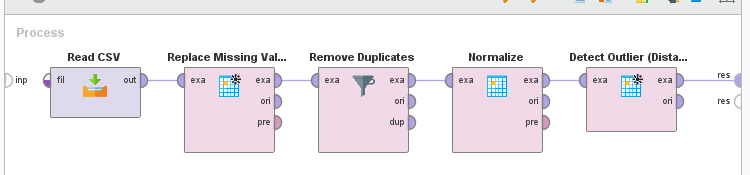 Process
Read CSV
Replace Missing Val...
Remove Duplicates
Normalize
Detect Outlier (Dista...
inp
fil
out
exa
exa
ori
pre
exa
exa
ori
dup
exa
exa
ori
pre
exa
exa
ori
res
res